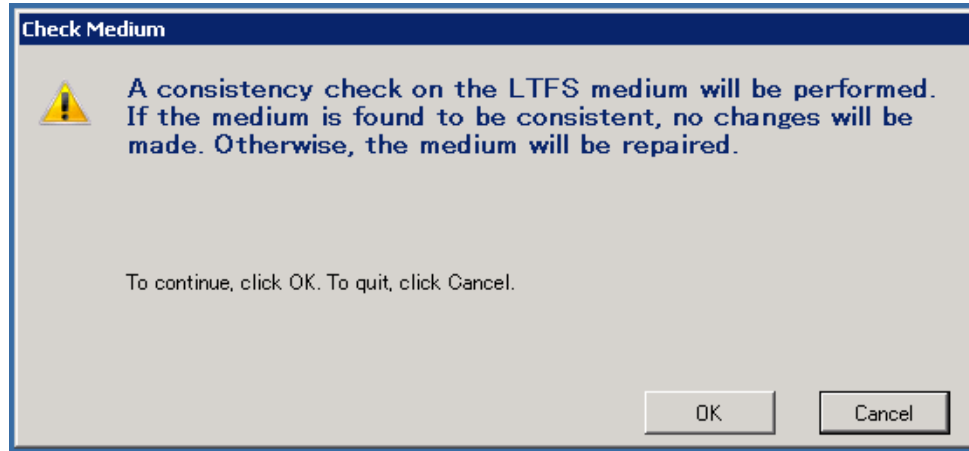 Check Medium
A consistency check on the LTFS medium will be performed.
If the medium is found to be consistent, no changes will be
made. Otherwise, the medium will be repaired.
To continue, click OK. To quit, click Cancel.
OK Cancel